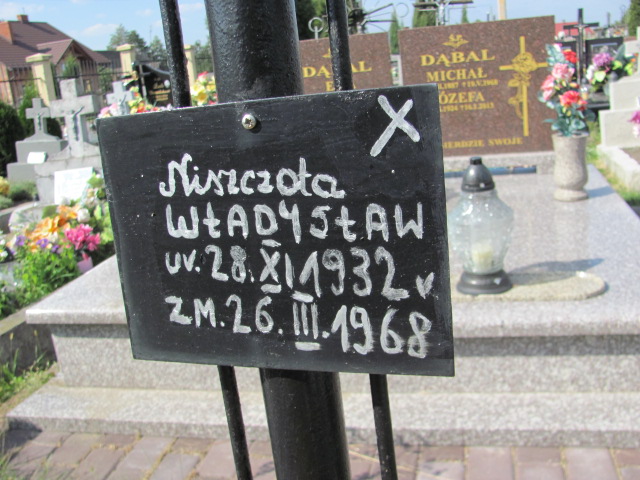 Niszczota
WŁADYSŁAW
ur. 28.XI 1932 r
ZM. 26.III.1968
DĄBAL
DĄBAL
MICHAŁ
JÓZEFA